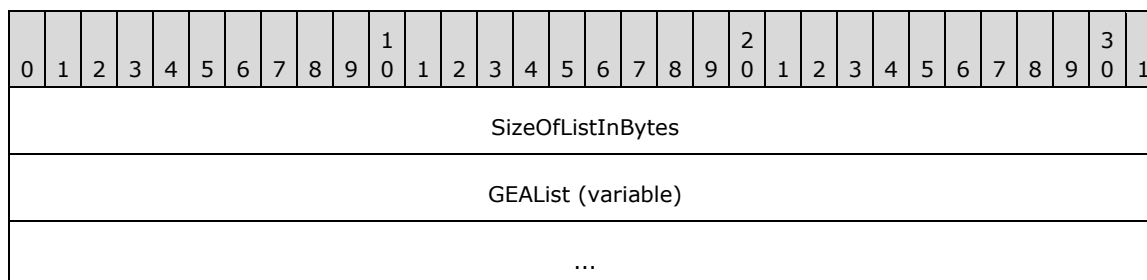 1 2 3
0 1 2 3 4 5 6 7 8 9 0 1 2 3 4 5 6 7 8 9 0 1 2 3 4 5 6 7 8 9 0 1
SizeOfListInBytes
GEAList (variable)
...